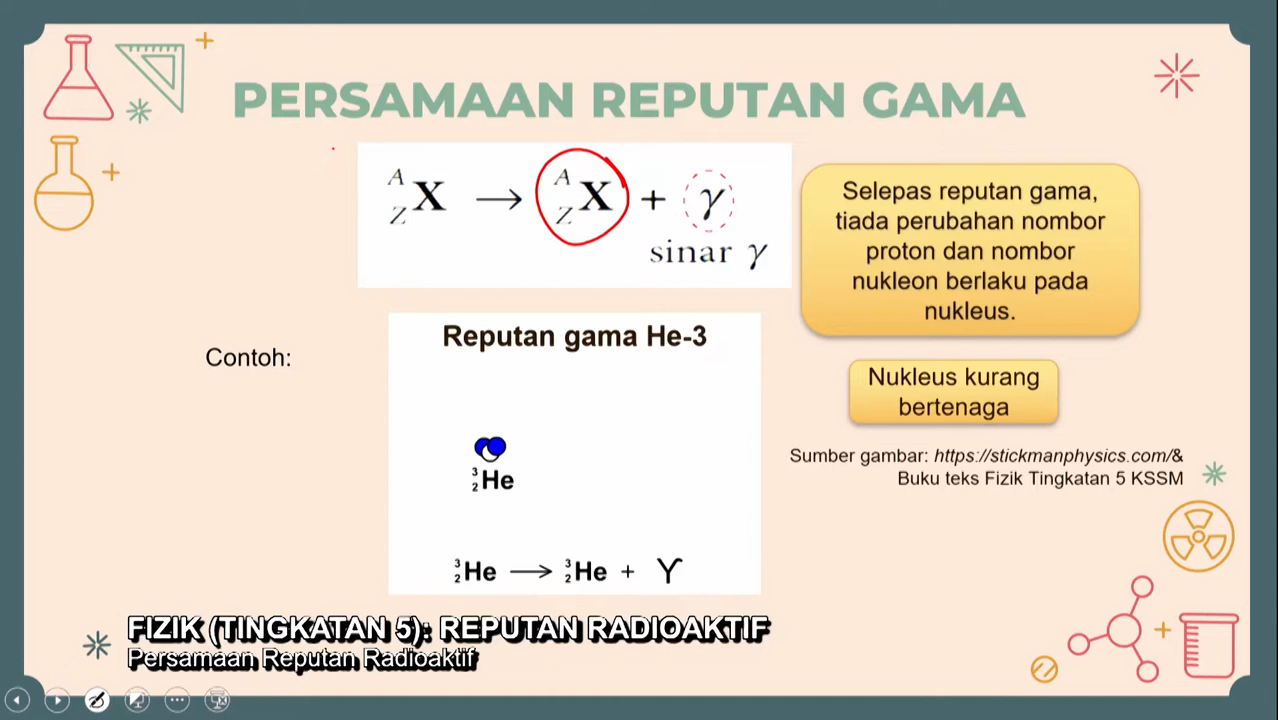 PERSAMAAN REPUTAN GAMA
A
Z X → A
Z X + γ
sinar γ
Selepas reputan gama,
tiada perubahan nombor
proton dan nombor
nukleon berlaku pada
nukleus.
Reputan gama He-3
Contoh:
Nukleus kurang
bertenaga
3
2 He
Sumber gambar: https://stickmanphysics.com/&
Buku teks Fizik Tingkatan 5 KSSM
3
2 He → 3
2 He + ϒ
FIZIK (TINGKATAN 5): REPUTAN RADIOAKTIF
Persamaan Reputan Radioaktif